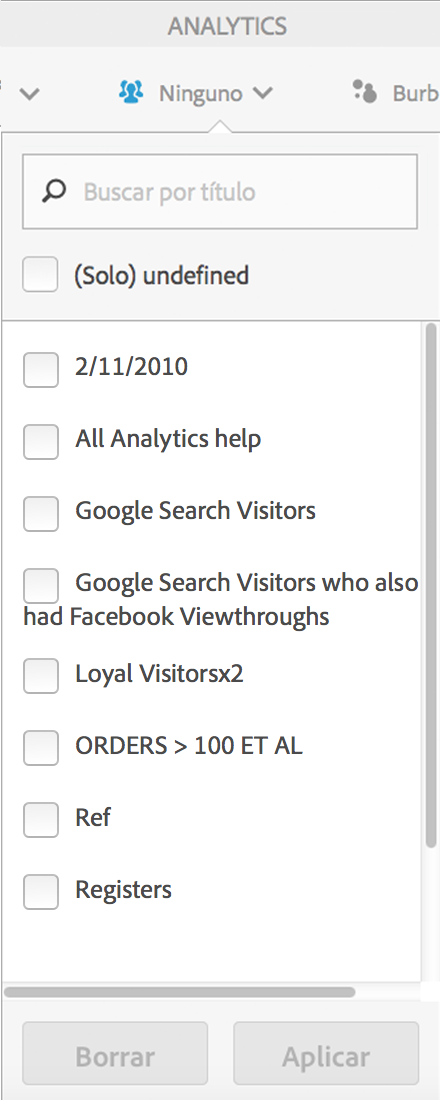 ANALYTICS
Ninguno
Burb
Buscar por título
(Solo) undefined
2/11/2010
All Analytics help
Google Search Visitors
Google Search Visitors who also
had Facebook Viewthroughs
Loyal Visitorsx2
ORDERS > 100 ET AL
Ref
Registers
Borrar
Aplicar